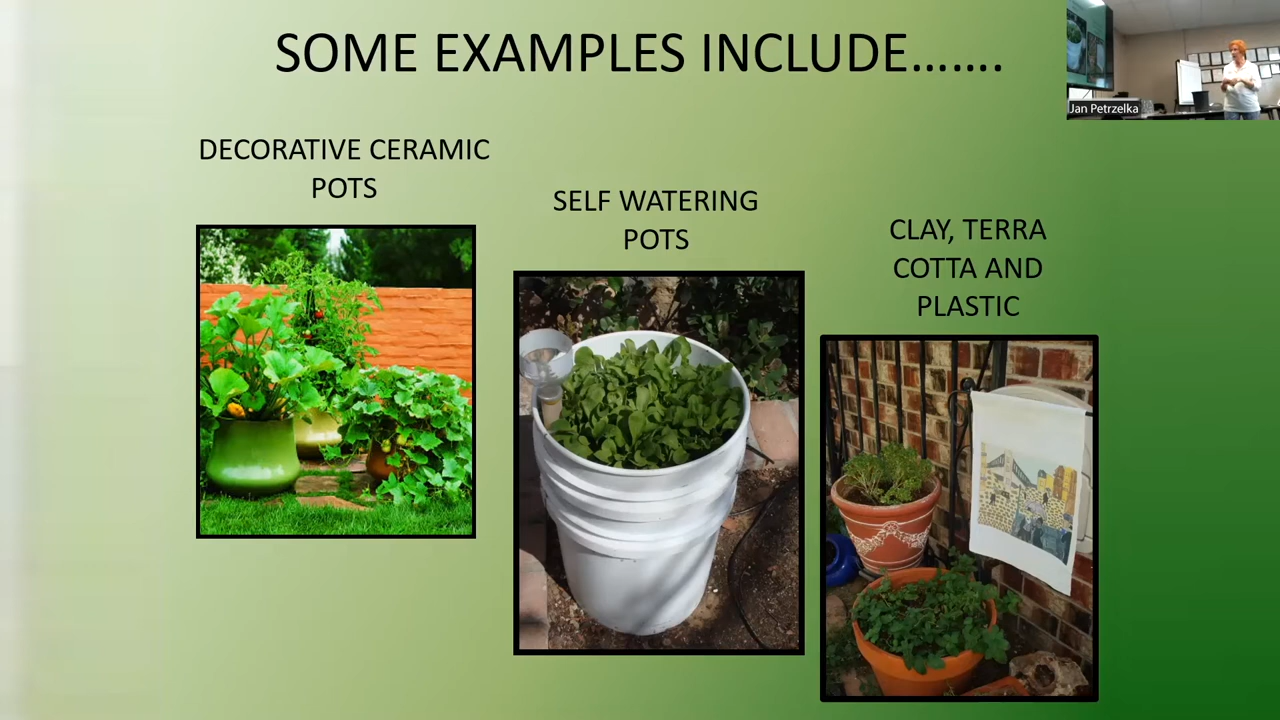 SOME EXAMPLES INCLUDE…….
DECORATIVE CERAMIC
POTS
SELF WATERING
POTS
CLAY, TERRA
COTTA AND
PLASTIC
Jan Petrzelka